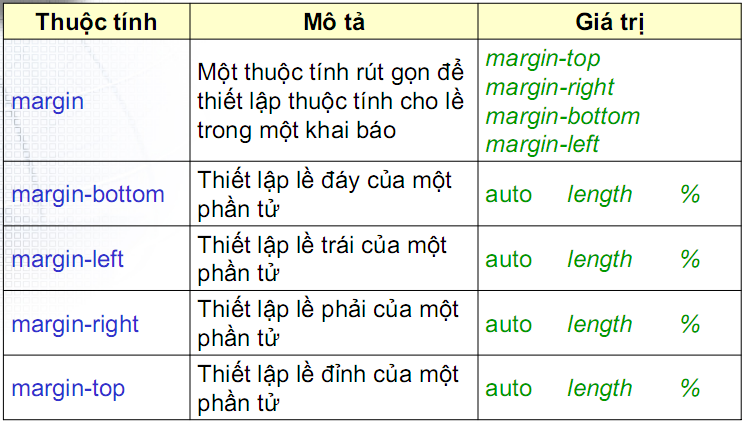 Thuộc tính Mô tả Giá trị
margin
Một thuộc tính rút gọn để
thiết lập thuộc tính cho lề
trong một khai báo
margin-top
margin-right
margin-bottom
margin-left
margin-bottom
Thiết lập lề đáy của một
phần tử
auto length %
margin-left
Thiết lập lề trái của một
phần tử
auto length %
margin-right
Thiết lập lề phải của một
phần tử
auto length %
margin-top
Thiết lập lề đỉnh của một
phần tử
auto length %